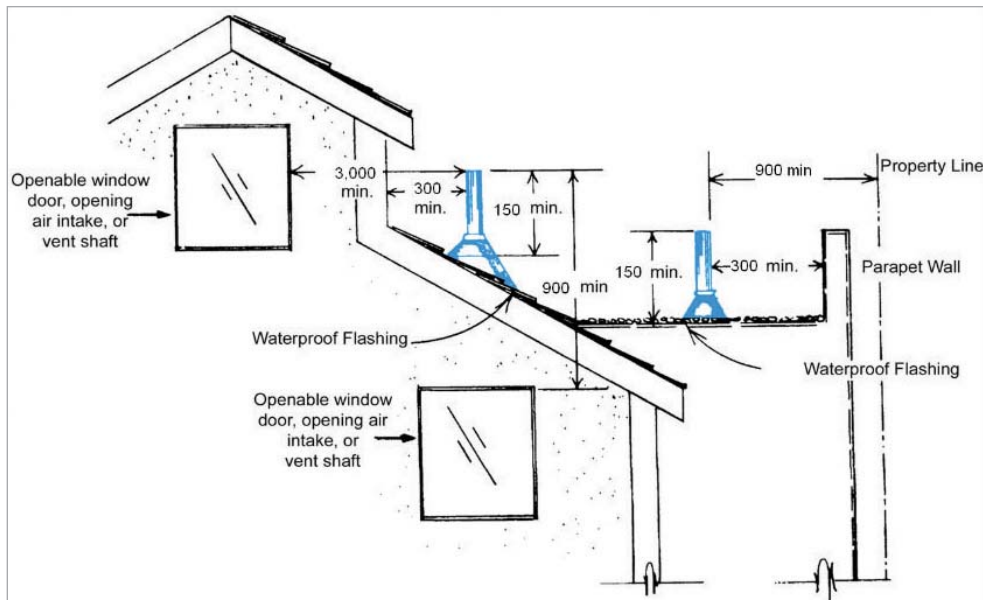 3,000
min.
900 min
Property Line
Openable window
door, opening
air intake, or
vent shaft
300
min.
150 min.
150 min.
300 min.
Parapet Wall
900 min
Waterproof Flashing
Waterproof Flashing
Openable window
door, opening air
intake, or
vent shaft